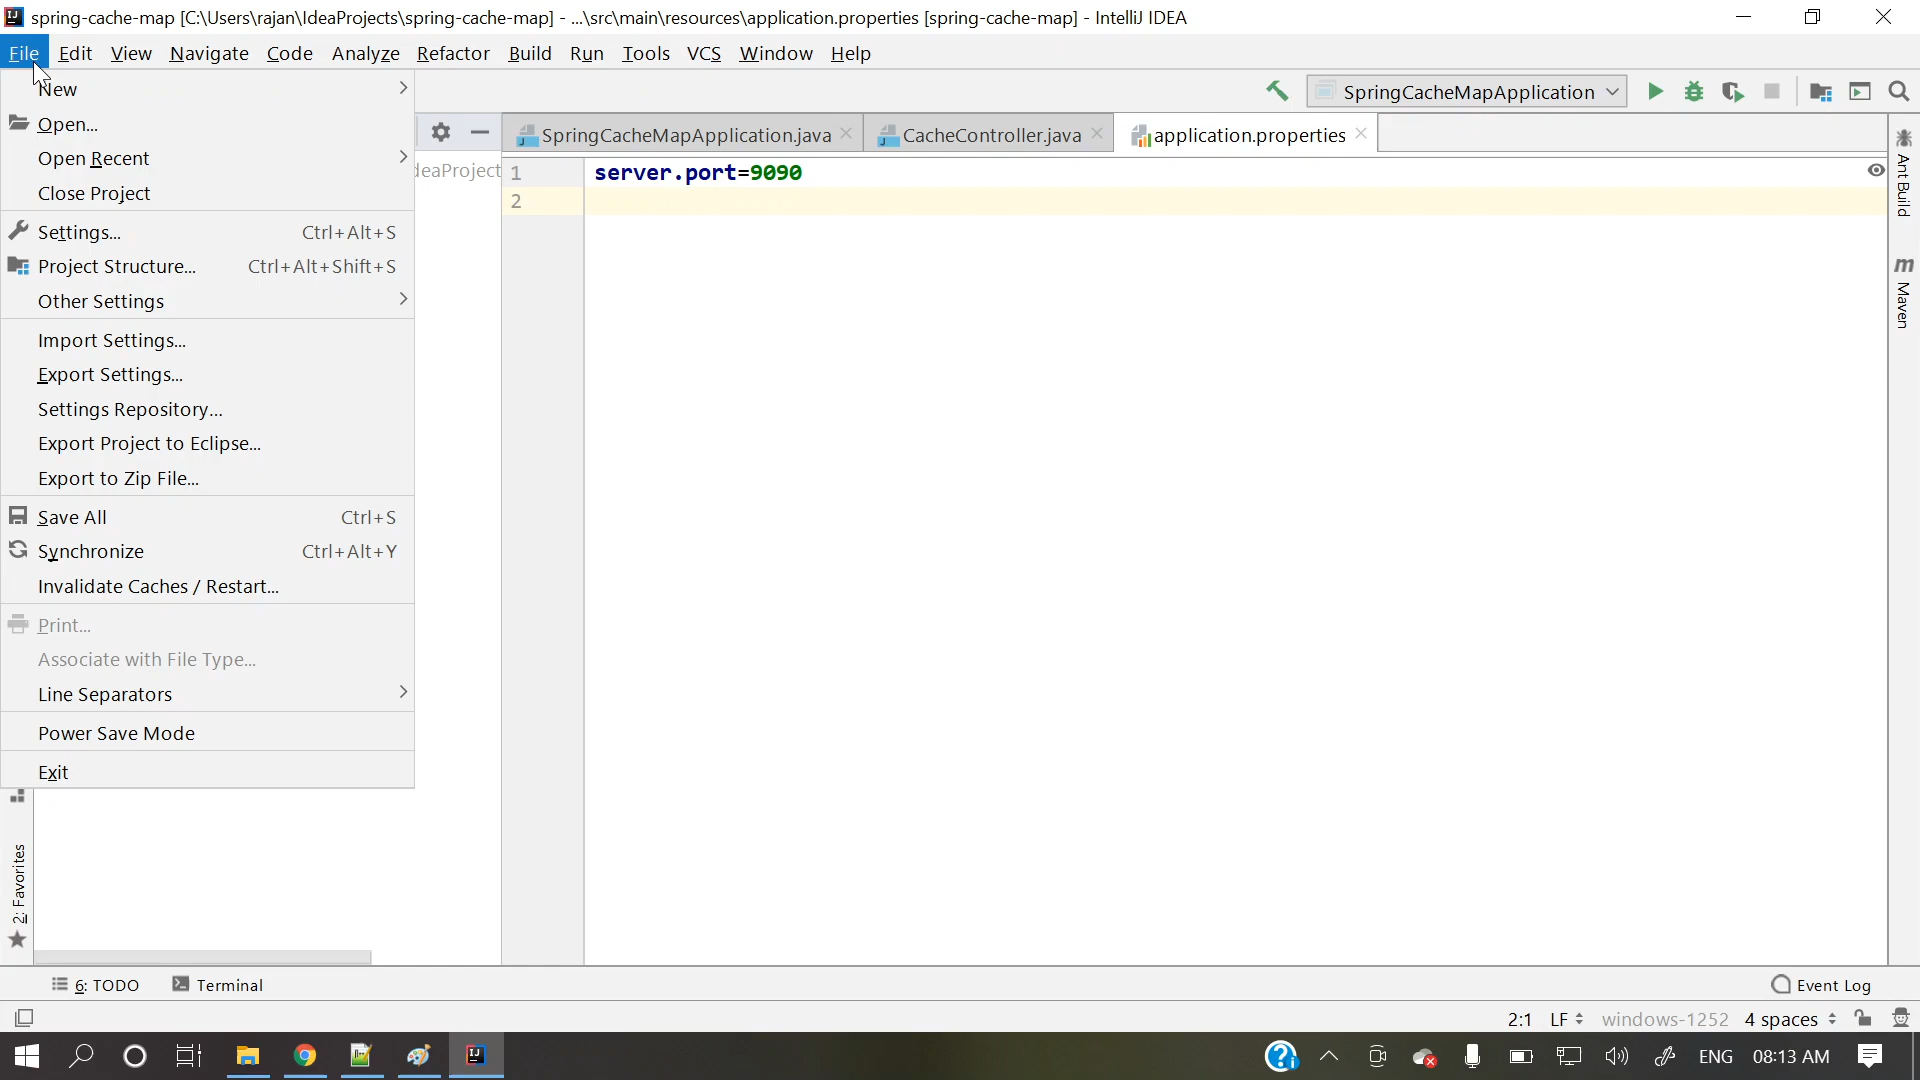 spring-cache-map [C:\Users\rajan\IdeaProjects\spring-cache-map] - ...\src\main\resources\application.properties [spring-cache-map] - IntelliJ IDEA
File Edit View Navigate Code Analyze Refactor Build Run Tools VCS Window Help
New
SpringCacheMapApplication
Open...
Open Recent
Close Project
Settings... Ctrl+Alt+S
Project Structure... Ctrl+Alt+Shift+S
Other Settings
Import Settings...
Export Settings...
Settings Repository...
Export Project to Eclipse...
Export to Zip File...
Save All Ctrl+S
Synchronize Ctrl+Alt+Y
Invalidate Caches / Restart...
Print...
Associate with File Type...
Line Separators
Power Save Mode
Exit
SpringCacheMapApplication.java CacheController.java application.properties
deaProject
1 server.port=9090
2
Ant Build
m Maven
2: Favorites
6: TODO Terminal Event Log
2:1 LF windows-1252 4 spaces
ENG 08:13 AM